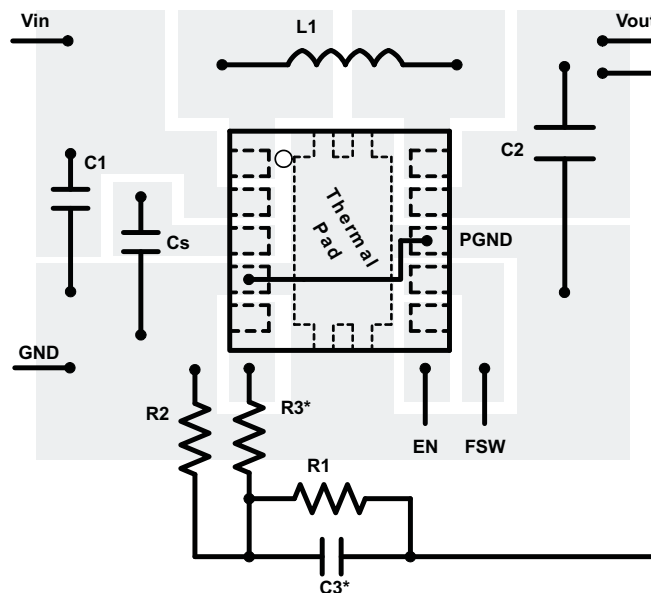 Vin
L1
Vout
C1
C2
Thermal
Pad
Cs
PGND
GND
R2
R3*
EN
FSW
R1
C3*